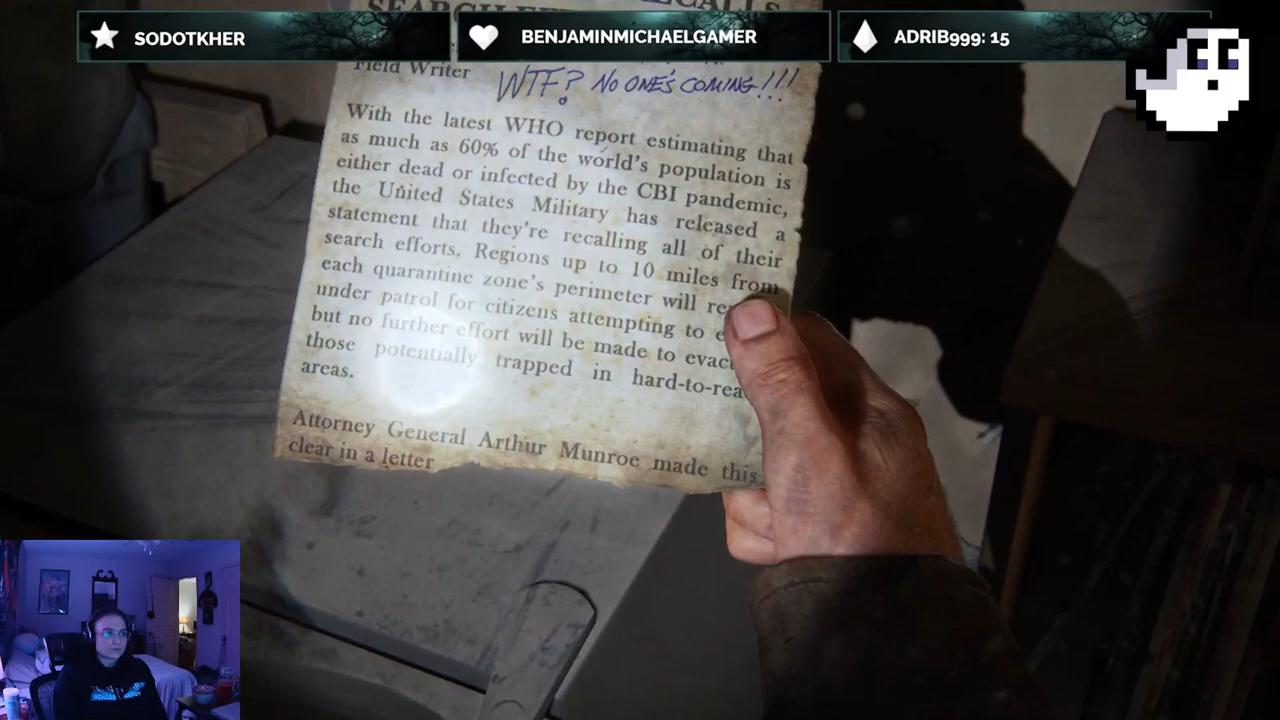 SODOTKHER
BENJAMINMICHAELGAMER
ADRIB999: 15
Field Writer
WTF? NO ONE'S COMING!!!
With the latest WHO report estimating that
as much as 60% of the world's population is
either dead or infected by the CBI pandemic,
the United States Military has released a
statement that they're recalling all of their
search efforts. Regions up to 10 miles from
each quarantine zone's perimeter will
under patrol for citizens attempting to
but no further effort will be made to
those potentially trapped in
areas.
Attorney General Arthur Munroe made this
clear in a letter